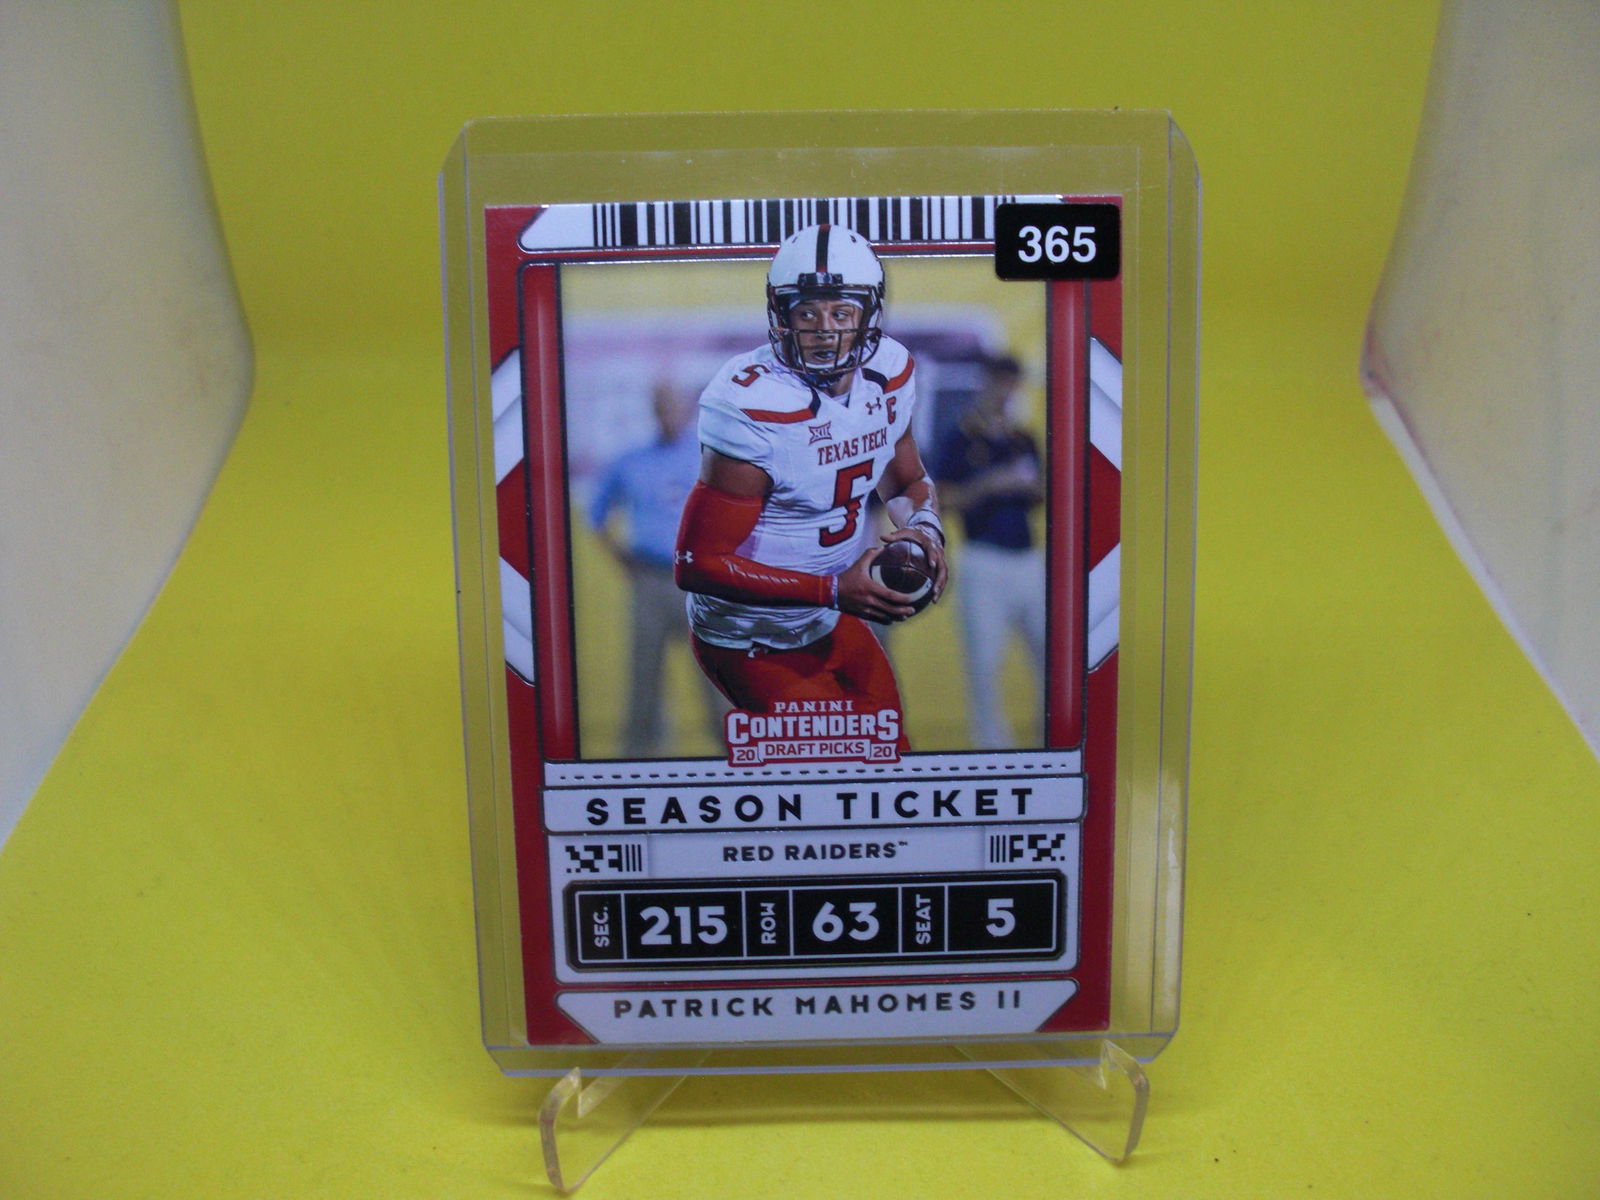 365
5
C
XII
TEXAS TECH
5
PANINI
CONTENDERS
20 DRAFT PICKS 20
SEASON TICKET
RED RAIDERS™
SEC. 215 ROW 63 SEAT 5
PATRICK MAHOMES II